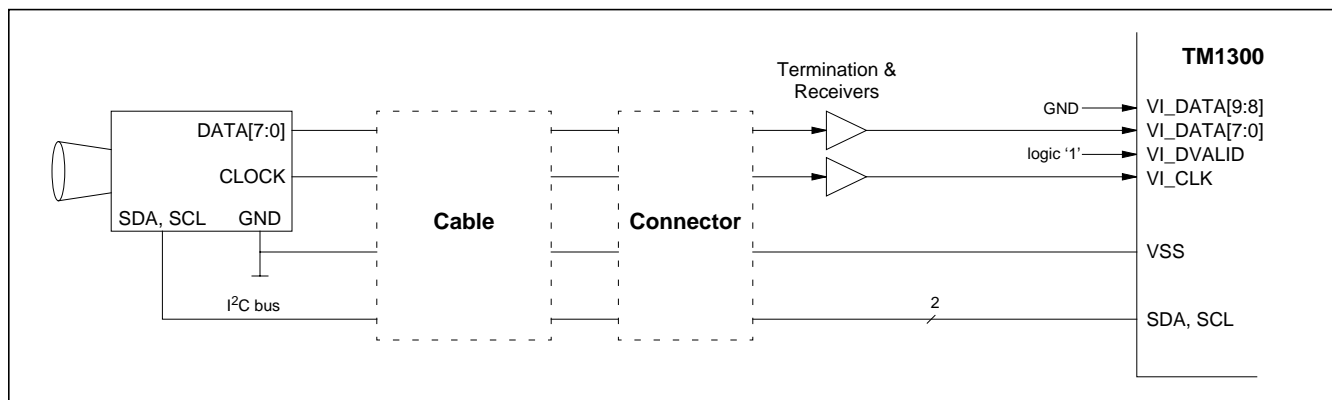 TM1300
Termination &
Receivers
GND
VI_DATA[9:8]
DATA[7:0]
VI_DATA[7:0]
logic ‘1’
VI_DVALID
CLOCK
VI_CLK
SDA, SCL
GND
Cable
Connector
VSS
I²C bus
2
SDA, SCL